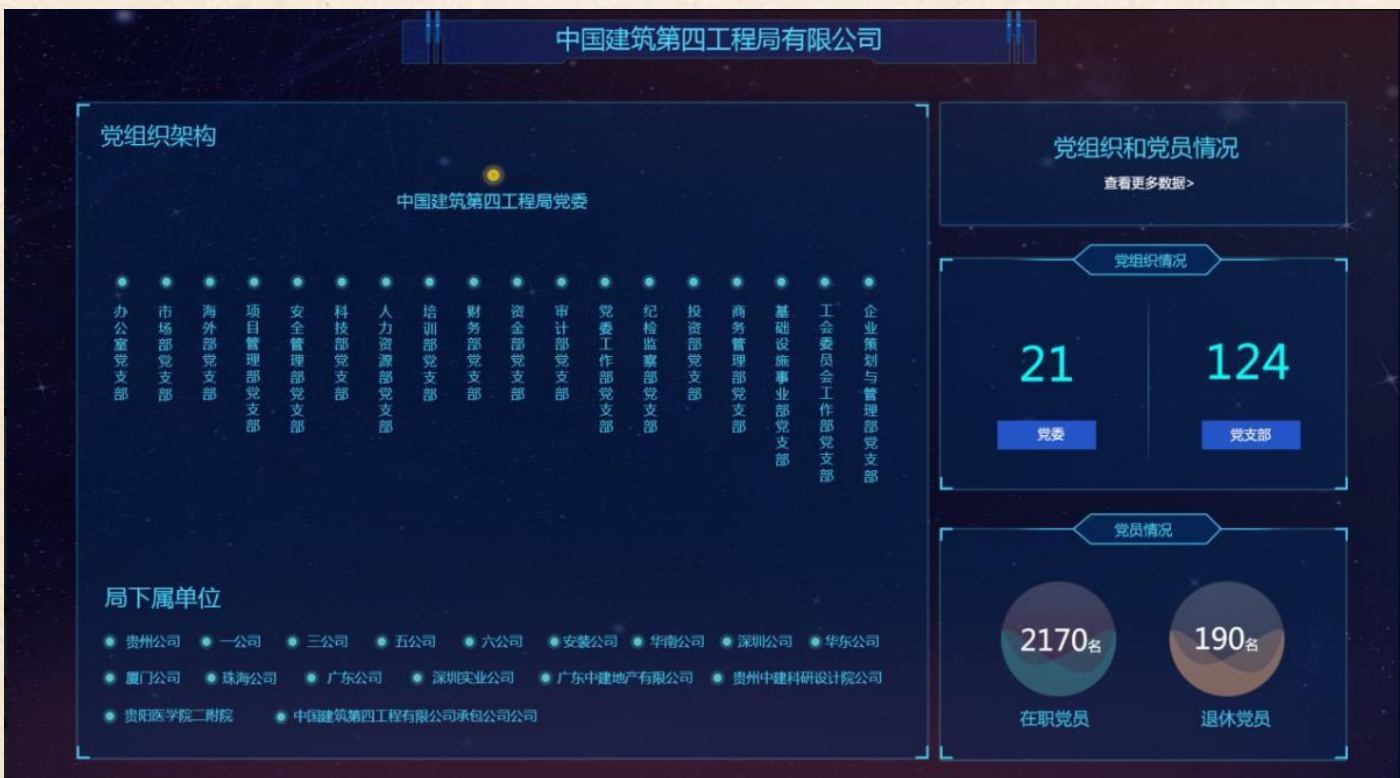 中国建筑第四工程局有限公司
党组织架构
中国建筑第四工程局党委
办公室党支部
市场部党支部
海外部党支部
项目管理部党支部
安全管理部党支部
科技部党支部
人力资源部党支部
培训部党支部
财务部党支部
资金部党支部
审计部党支部
党委工作部党支部
纪检监察部党支部
投资部党支部
商务管理部党支部
基础设施事业部党支部
工会委员会工作部党支部
企业策划与管理部党支部
局下属单位
贵州公司 一公司 三公司 五公司 六公司 安装公司 华南公司 深圳公司 华东公司
厦门公司 珠海公司 广东公司 深圳实业公司 广东中建地产有限公司 贵州中建科研设计院公司
贵阳医学院二附院 中国建筑第四工程有限公司承包公司公司
党组织和党员情况
查看更多数据>
党组织情况
21 124
党委 党支部
党员情况
2170名 190名
在职党员 退休党员